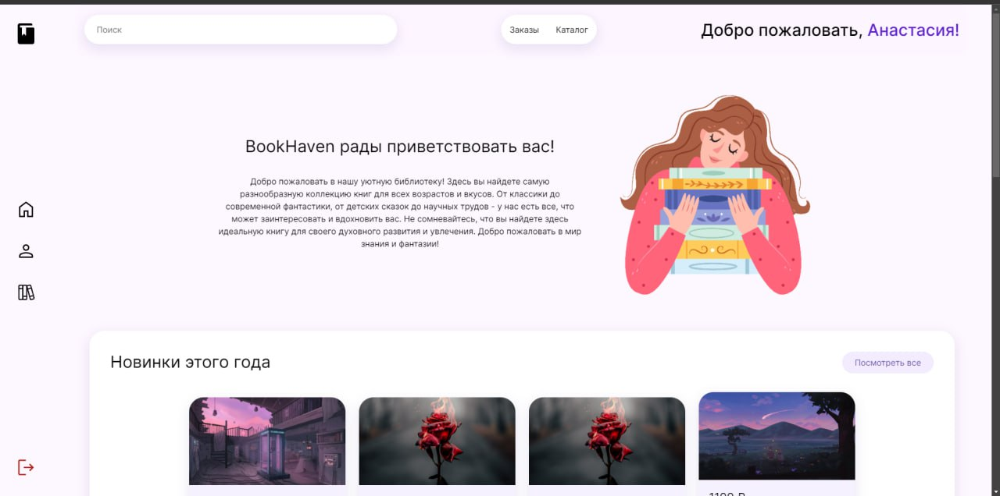 Поиск
Заказы Каталог
Добро пожаловать, Анастасия!
BookHaven рады приветствовать вас!
Добро пожаловать в нашу уютную библиотеку! Здесь вы найдете самую
разнообразную коллекцию книг для всех возрастов и вкусов. От классики до
современной фантастики, от детских сказок до научных трудов - у нас есть все, что
может заинтересовать и вдохновить вас. Не сомневайтесь, что вы найдете здесь
идеальную книгу для своего духовного развития и увлечения. Добро пожаловать в мир
знания и фантазии!
Новинки этого года
Посмотреть все
1100 ₽